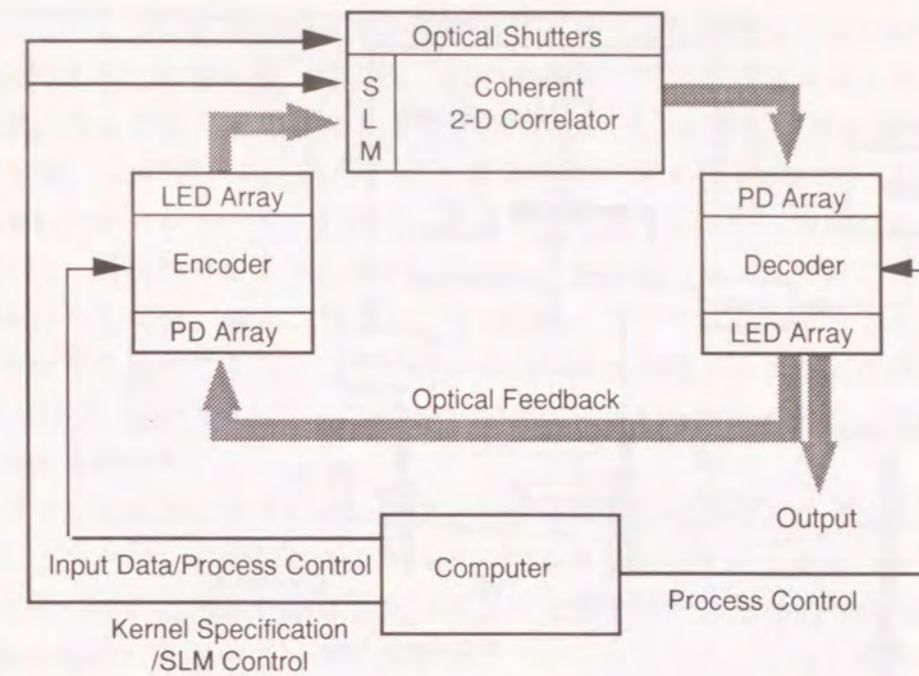 Optical Shutters
S
L
M
Coherent
2-D Correlator
LED Array
Encoder
PD Array
PD Array
Decoder
LED Array
Optical Feedback
Output
Input Data/Process Control
Computer
Process Control
Kernel Specification
/SLM Control